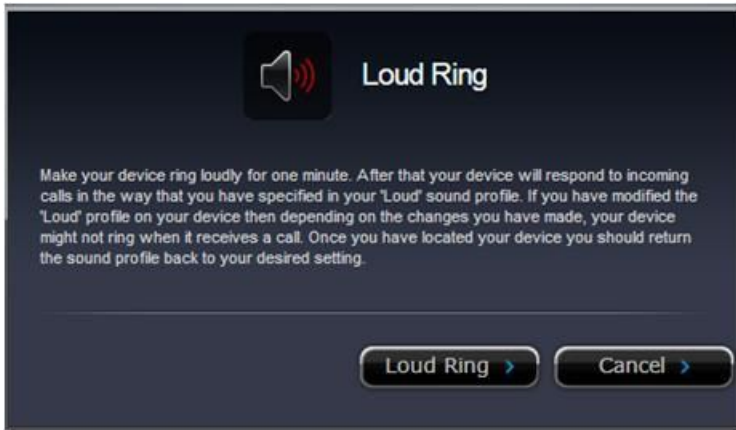 Loud Ring
Make your device ring loudly for one minute. After that your device will respond to incoming
calls in the way that you have specified in your 'Loud' sound profile. If you have modified the
'Loud' profile on your device then depending on the changes you have made, your device
might not ring when it receives a call. Once you have located your device you should return
the sound profile back to your desired setting.
Loud Ring >
Cancel >